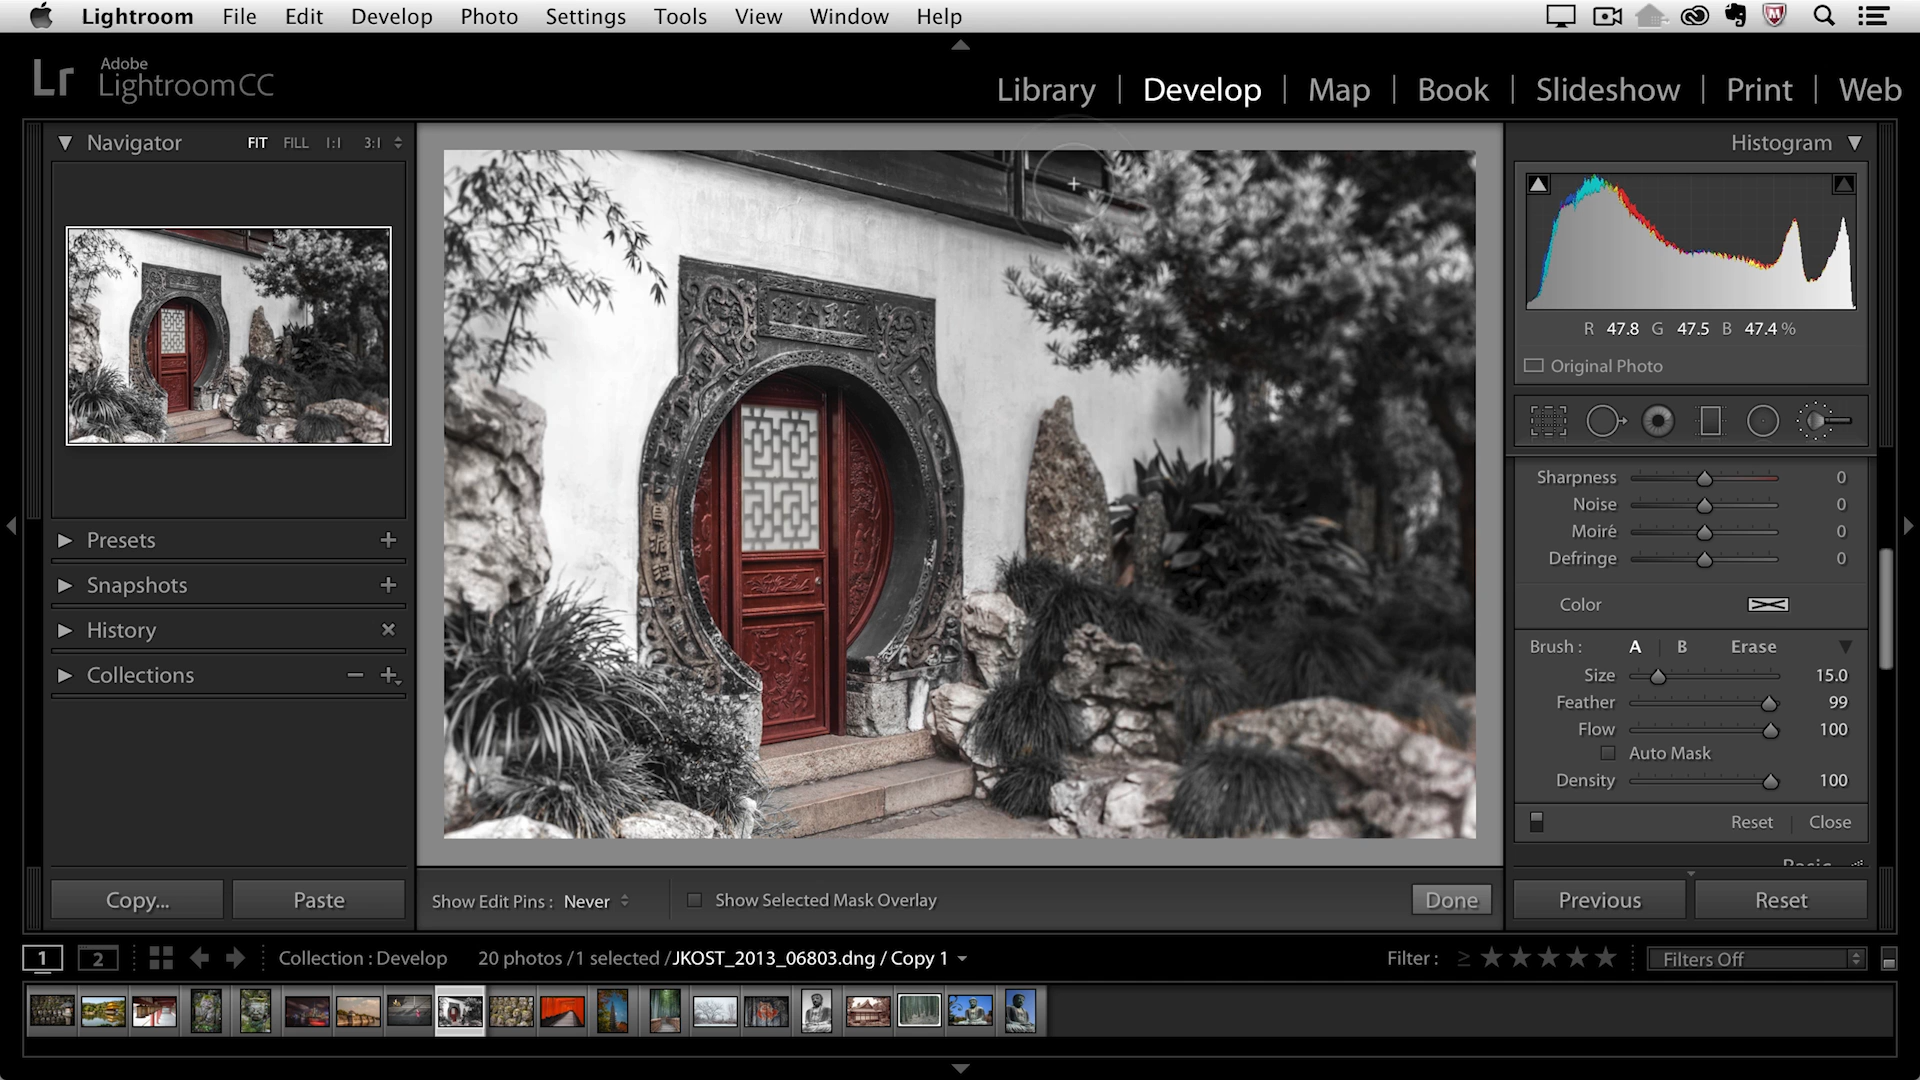 Lightroom File Edit Develop Photo Settings Tools View Window Help
Lr Adobe
Lightroom CC
Library | Develop | Map | Book | Slideshow | Print | Web
Navigator FIT FILL 1:1 3:1
Histogram
R 47.8 G 47.5 B 47.4 %
Original Photo
Sharpness 0
Noise 0
Moiré 0
Defringe 0
Color
Brush : A | B Erase
Size 15.0
Feather 99
Flow 100
Auto Mask
Density 100
Reset | Close
Basic
Presets
Snapshots
History
Collections
Copy... Paste
Show Edit Pins : Never Show Selected Mask Overlay Done
Previous Reset
1 2 Collection : Develop 20 photos / 1 selected / JKOST_2013_06803.dng / Copy 1 Filter : ≥ ★★★★★ Filters Off